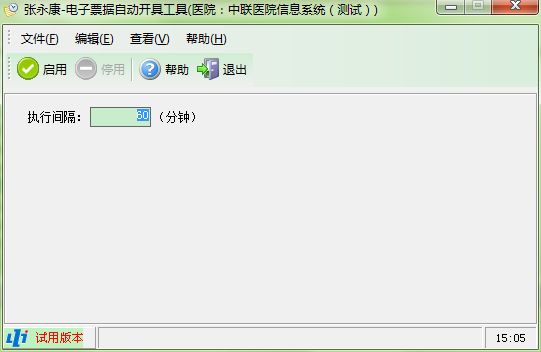 张永康-电子票据自动开具工具(医院：中联医院信息系统（测试）)
文件(F) 编辑(E) 查看(V) 帮助(H)
启用 停用 帮助 退出
执行间隔： 60 （分钟）
试用版本 15:05